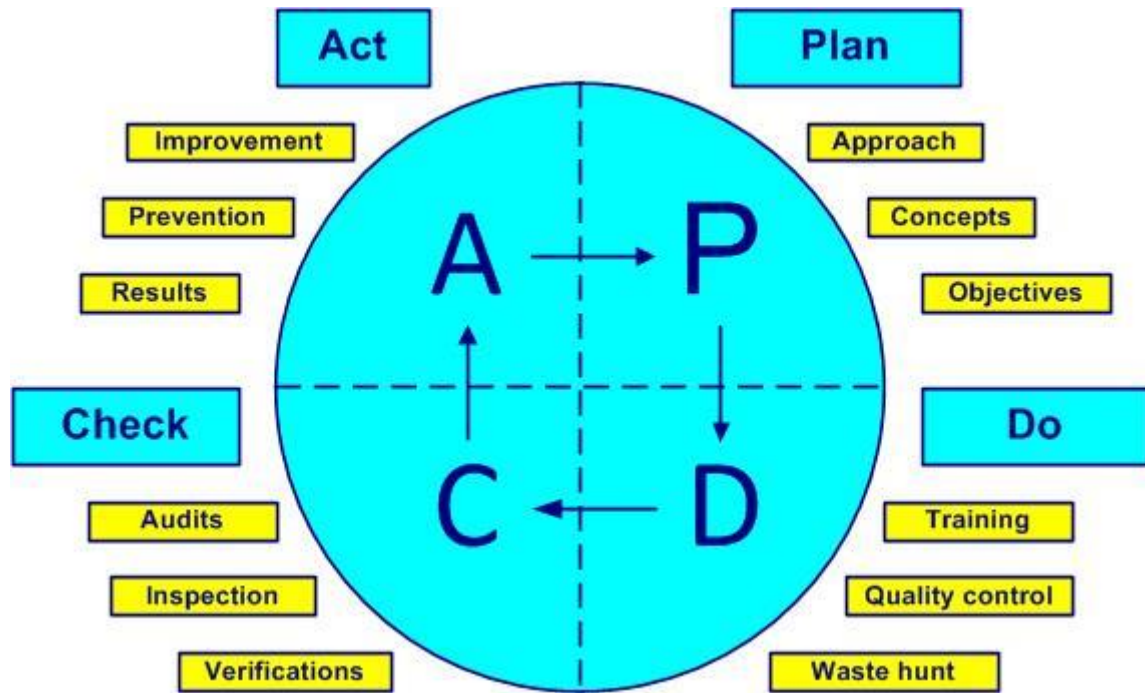 Act
Plan
Improvement
Approach
Prevention
Concepts
A
P
Results
Objectives
Check
Do
C
D
Audits
Training
Inspection
Quality control
Verifications
Waste hunt